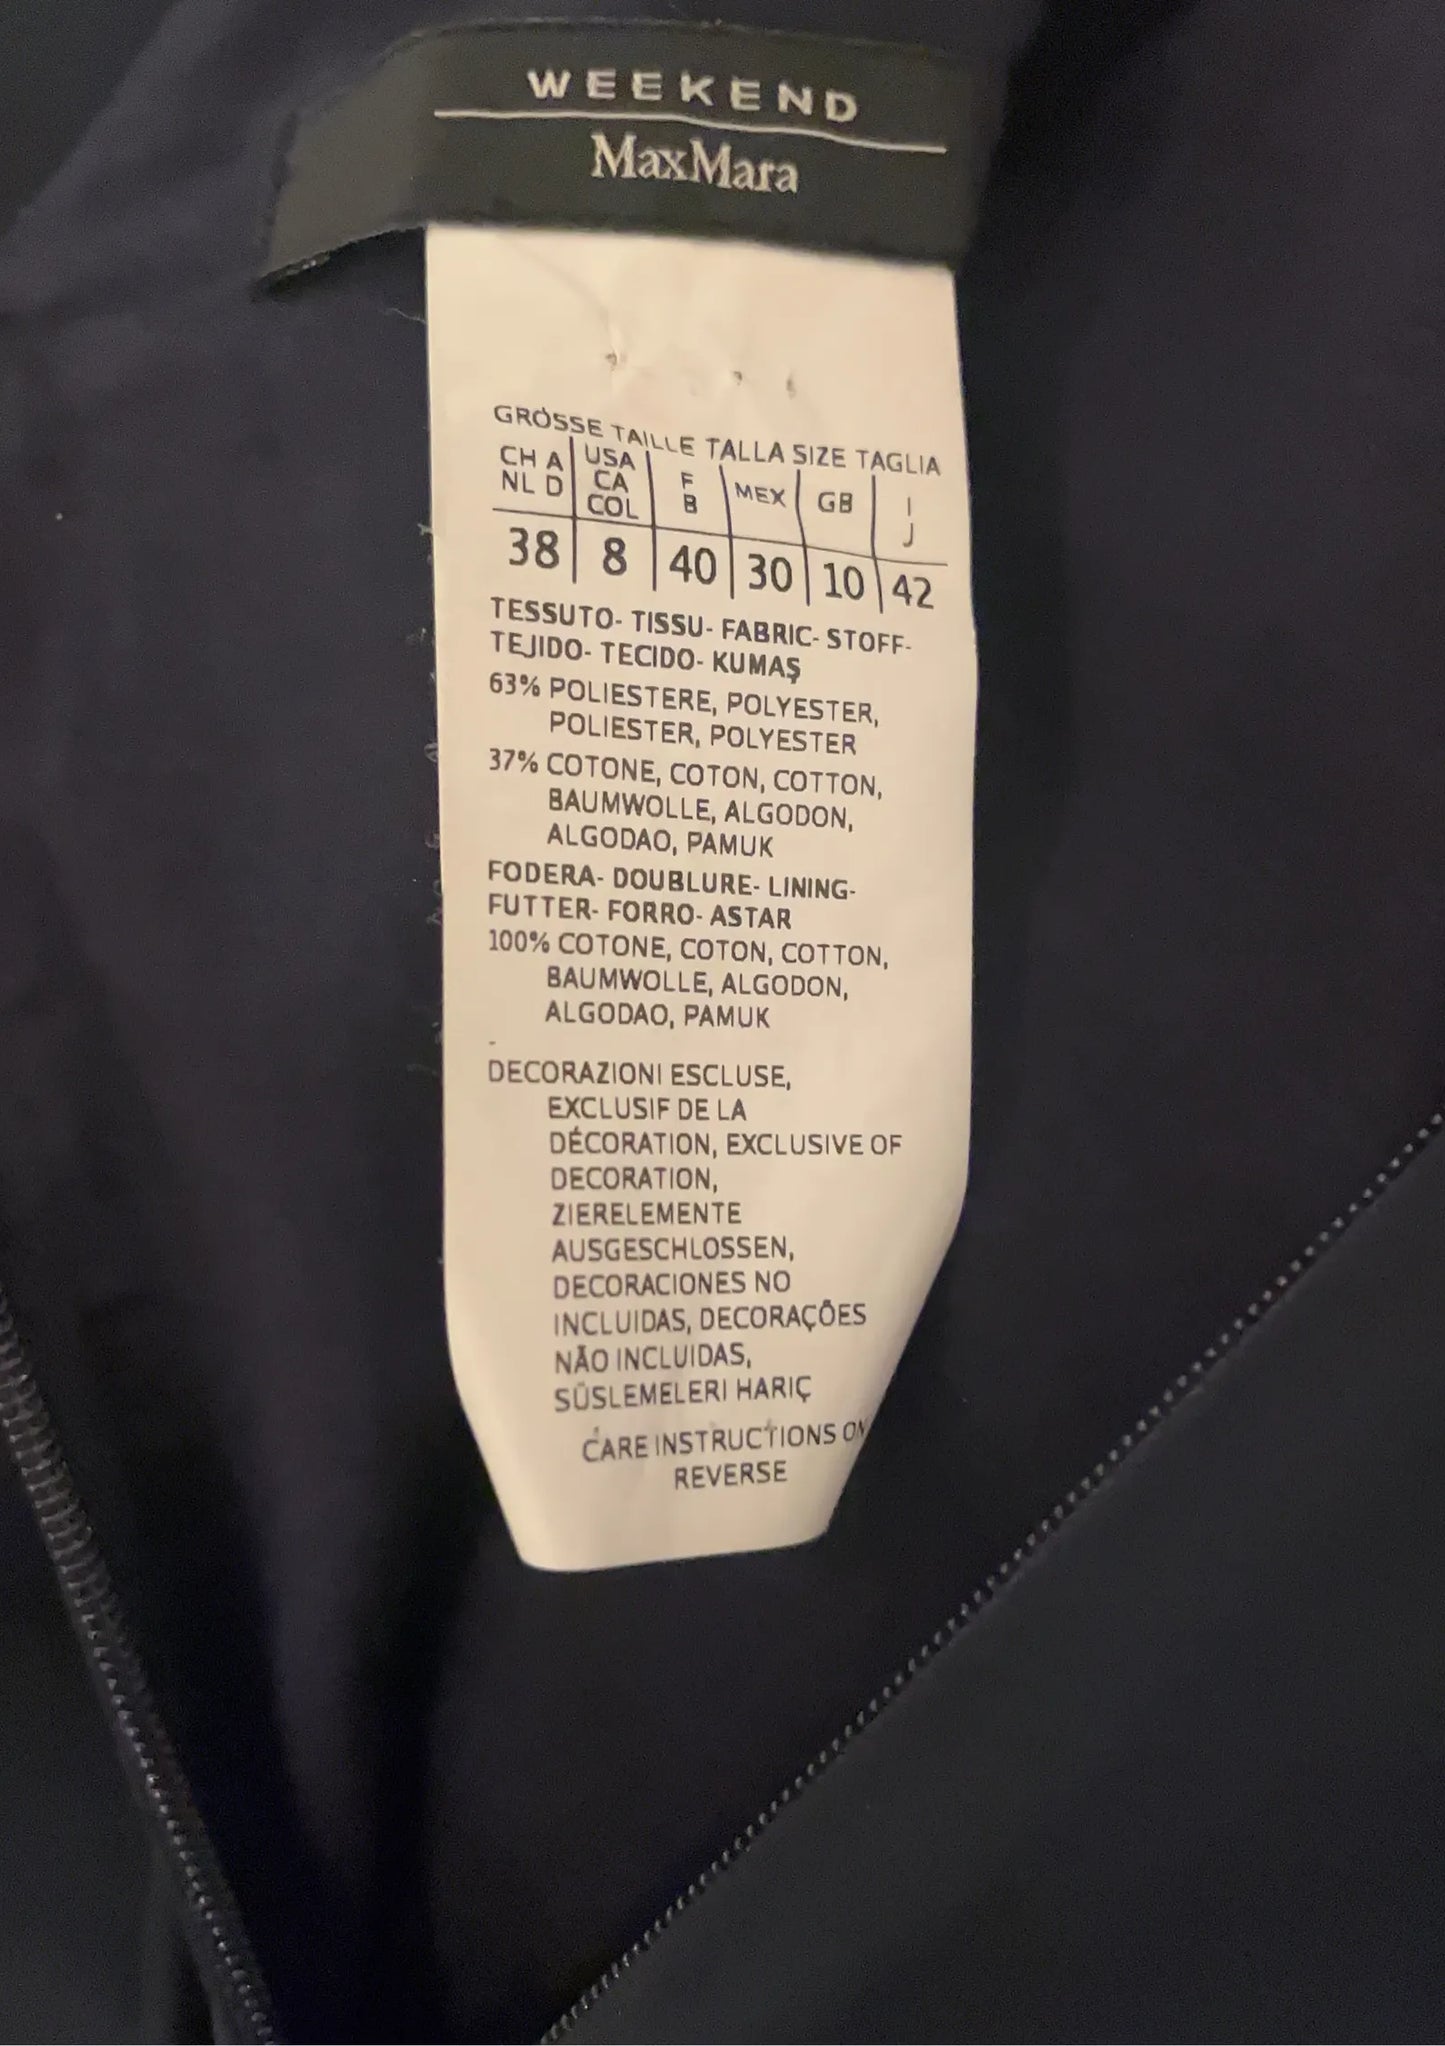 WEEKEND
MaxMara
GRÖSSE TAILLE TALLA SIZE TAGLIA
CH A USA F MEX GB I
NL D CA B J
COL
38 8 40 30 10 42
TESSUTO- TISSU- FABRIC- STOFF-
TEJIDO- TECIDO- KUMAŞ
63% POLIESTERE, POLYESTER,
POLIESTER, POLYESTER
37% COTONE, COTON, COTTON,
BAUMWOLLE, ALGODON,
ALGODAO, PAMUK
FODERA- DOUBLURE- LINING-
FUTTER- FORRO- ASTAR
100% COTONE, COTON, COTTON,
BAUMWOLLE, ALGODON,
ALGODAO, PAMUK
DECORAZIONI ESCLUSE,
EXCLUSIF DE LA
DÉCORATION, EXCLUSIVE OF
DECORATION,
ZIERELEMENTE
AUSGESCHLOSSEN,
DECORACIONES NO
INCLUIDAS, DECORAÇÕES
NÃO INCLUIDAS,
SÜSLEMELERI HARIÇ
CARE INSTRUCTIONS ON
REVERSE